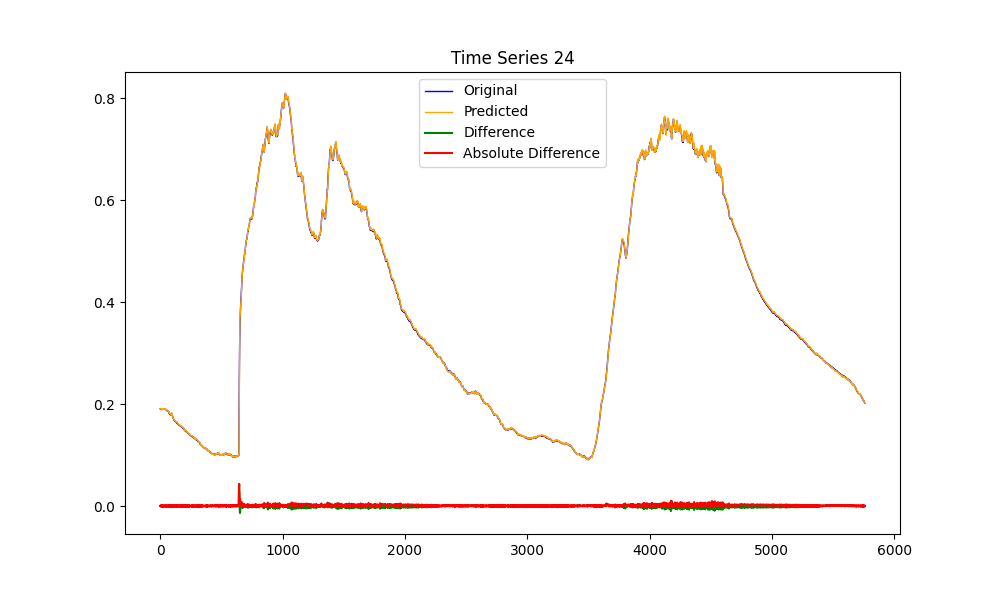 Time Series 24
Original
Predicted
Difference
Absolute Difference
0.8
0.6
0.4
0.2
0.0
0 1000 2000 3000 4000 5000 6000